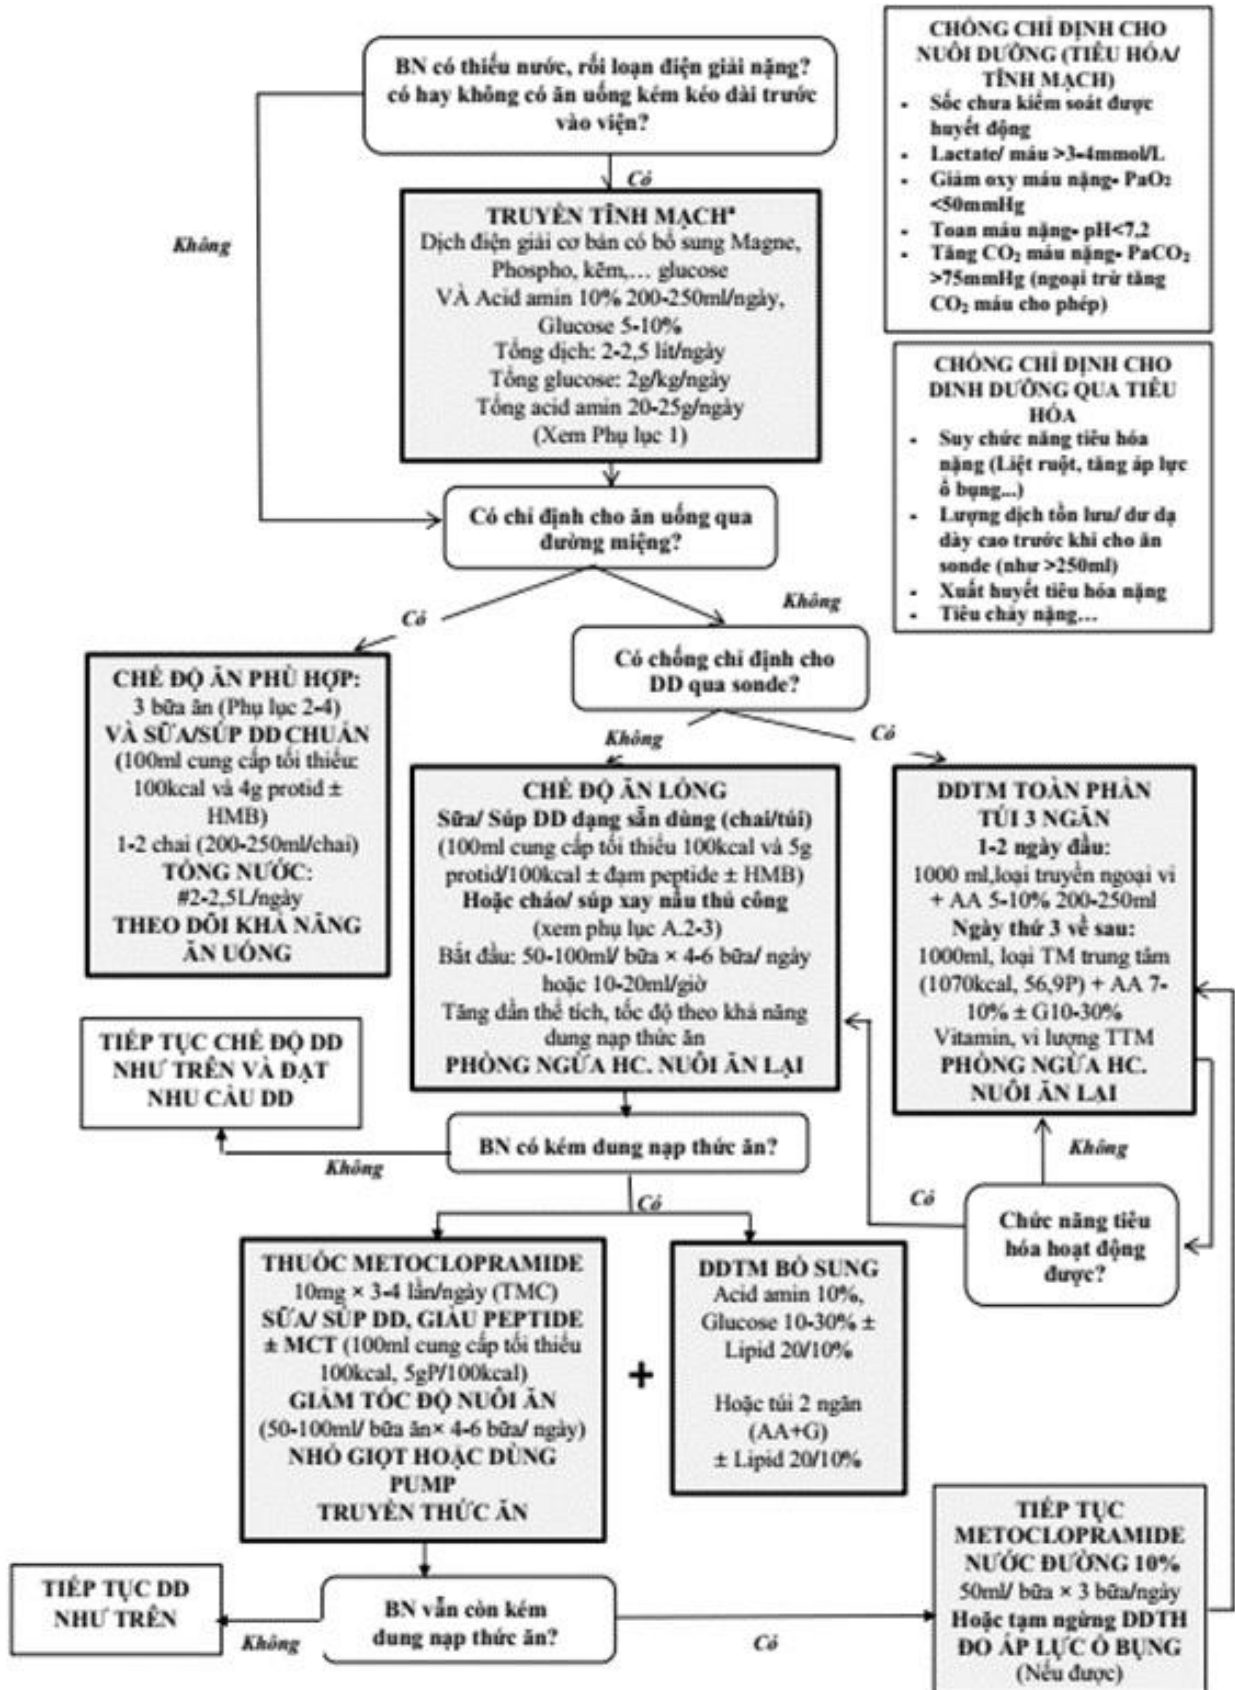 BN có thiếu nước, rối loạn điện giải nặng?
có hay không có ăn uống kém kéo dài trước
vào viện?
Có
Không
TRUYỀN TĨNH MẠCHª
Dịch điện giải cơ bản có bổ sung Magne,
Phospho, kẽm,… glucose
VÀ Acid amin 10% 200-250ml/ngày,
Glucose 5-10%
Tổng dịch: 2-2,5 lít/ngày
Tổng glucose: 2g/kg/ngày
Tổng acid amin 20-25g/ngày
(Xem Phụ lục 1)
CHỐNG CHỈ ĐỊNH CHO
NUÔI DƯỠNG (TIÊU HÓA/
TĨNH MẠCH)
- Sốc chưa kiểm soát được
huyết động
- Lactate/ máu >3-4mmol/L
- Giảm oxy máu nặng- PaO₂
<50mmHg
- Toan máu nặng- pH<7,2
- Tăng CO₂ máu nặng- PaCO₂
>75mmHg (ngoại trừ tăng
CO₂ máu cho phép)
CHỐNG CHỈ ĐỊNH CHO
DINH DƯỠNG QUA TIÊU
HÓA
- Suy chức năng tiêu hóa
nặng (Liệt ruột, tăng áp lực
ổ bụng...)
- Lượng dịch tồn lưu/ dư dạ
dày cao trước khi cho ăn
sonde (như >250ml)
- Xuất huyết tiêu hóa nặng
- Tiêu chảy nặng…
Có chỉ định cho ăn uống qua
đường miệng?
Có
Không
CHẾ ĐỘ ĂN PHÙ HỢP:
3 bữa ăn (Phụ lục 2-4)
VÀ SỮA/SÚP DD CHUẨN
(100ml cung cấp tối thiểu:
100kcal và 4g protid ±
HMB)
1-2 chai (200-250ml/chai)
TỔNG NƯỚC:
#2-2,5L/ngày
THEO DÕI KHẢ NĂNG
ĂN UỐNG
Có chống chỉ định cho
DD qua sonde?
Không
Có
CHẾ ĐỘ ĂN LỎNG
Sữa/ Súp DD dạng sẵn dùng (chai/túi)
(100ml cung cấp tối thiểu 100kcal và 5g
protid/100kcal ± đạm peptide ± HMB)
Hoặc cháo/ súp xay nấu thủ công
(xem phụ lục A.2-3)
Bắt đầu: 50-100ml/ bữa × 4-6 bữa/ ngày
hoặc 10-20ml/giờ
Tăng dần thể tích, tốc độ theo khả năng
dung nạp thức ăn
PHÒNG NGỪA HC. NUÔI ĂN LẠI
DDTM TOÀN PHẦN
TÚI 3 NGĂN
1-2 ngày đầu:
1000 ml,loại truyền ngoại vi
+ AA 5-10% 200-250ml
Ngày thứ 3 về sau:
1000ml, loại TM trung tâm
(1070kcal, 56,9P) + AA 7-
10% ± G10-30%
Vitamin, vi lượng TTM
PHÒNG NGỪA HC.
NUÔI ĂN LẠI
TIẾP TỤC CHẾ ĐỘ DD
NHƯ TRÊN VÀ ĐẠT
NHU CẦU DD
BN có kém dung nạp thức ăn?
Không
Có
Không
Có
Chức năng tiêu
hóa hoạt động
được?
THUỐC METOCLOPRAMIDE
10mg × 3-4 lần/ngày (TMC)
SỮA/ SÚP DD, GIÀU PEPTIDE
± MCT (100ml cung cấp tối thiểu
100kcal, 5gP/100kcal)
GIẢM TỐC ĐỘ NUÔI ĂN
(50-100ml/ bữa ăn× 4-6 bữa/ ngày)
NHỎ GIỌT HOẶC DÙNG
PUMP
TRUYỀN THỨC ĂN
+
DDTM BỔ SUNG
Acid amin 10%,
Glucose 10-30% ±
Lipid 20/10%
Hoặc túi 2 ngăn
(AA+G)
± Lipid 20/10%
TIẾP TỤC DD
NHƯ TRÊN
Không
BN vẫn còn kém
dung nạp thức ăn?
Có
TIẾP TỤC
METOCLOPRAMIDE
NƯỚC ĐƯỜNG 10%
50ml/ bữa × 3 bữa/ngày
Hoặc tạm ngừng DDTH
ĐO ÁP LỰC Ổ BỤNG
(Nếu được)